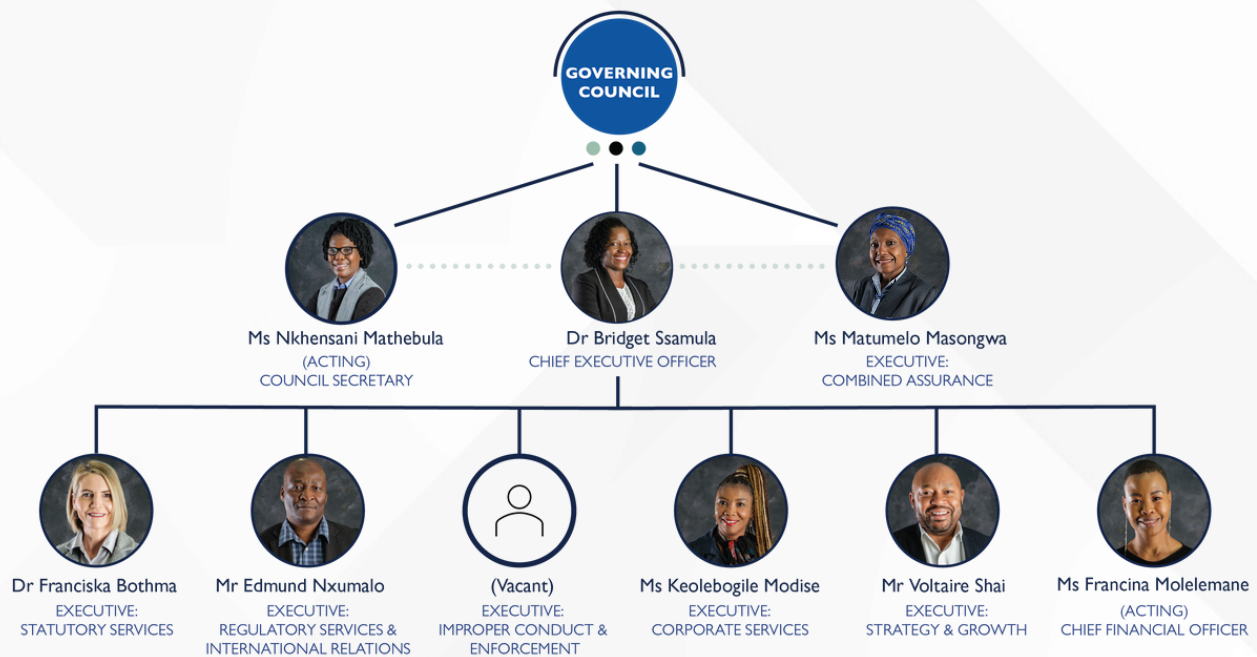 GOVERNING
COUNCIL
Ms Nkhensani Mathebula
(ACTING)
COUNCIL SECRETARY
Dr Bridget Ssamula
CHIEF EXECUTIVE OFFICER
Ms Matumelo Masongwa
EXECUTIVE:
COMBINED ASSURANCE
Dr Franciska Bothma
EXECUTIVE:
STATUTORY SERVICES
Mr Edmund Nxumalo
EXECUTIVE:
REGULATORY SERVICES &
INTERNATIONAL RELATIONS
(Vacant)
EXECUTIVE:
IMPROPER CONDUCT &
ENFORCEMENT
Ms Keolebogile Modise
EXECUTIVE:
CORPORATE SERVICES
Mr Voltaire Shai
EXECUTIVE:
STRATEGY & GROWTH
Ms Francina Molelemane
(ACTING)
CHIEF FINANCIAL OFFICER